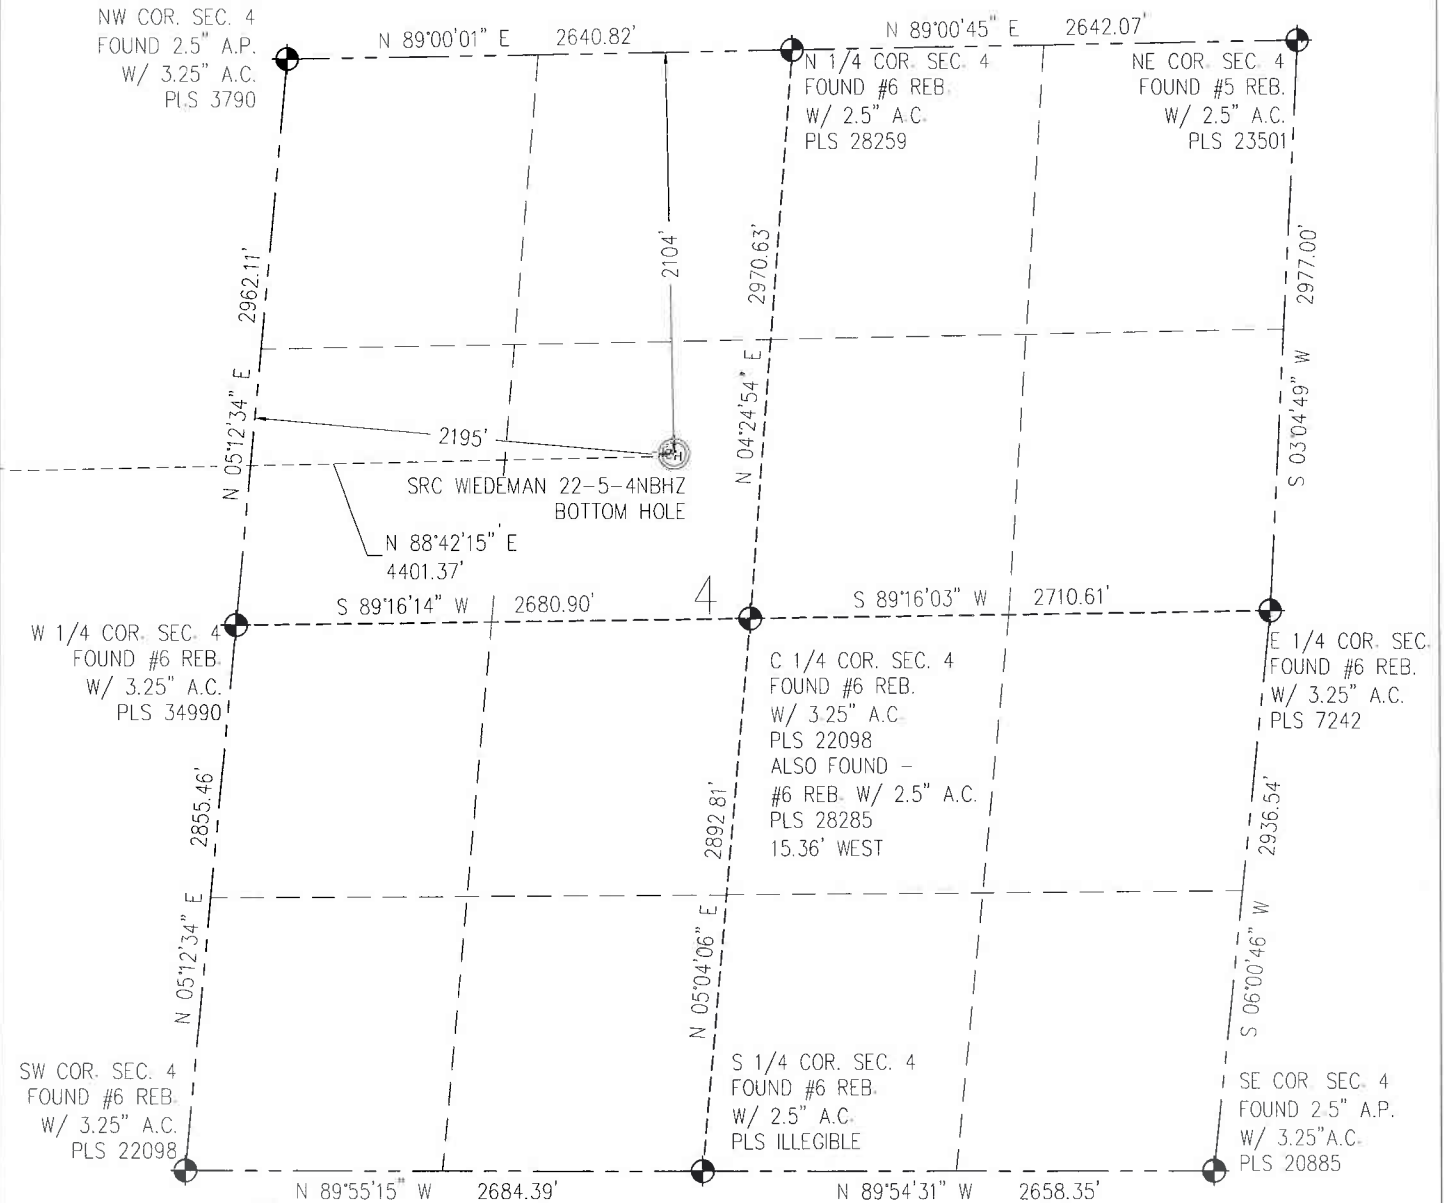 NW COR. SEC. 4
FOUND 2.5" A.P.
W/ 3.25" A.C.
PLS 3790
N 89°00'01" E 2640.82'
N 89°00'45" E 2642.07'
N 1/4 COR. SEC. 4
FOUND #6 REB.
W/ 2.5" A.C.
PLS 28259
NE COR. SEC. 4
FOUND #5 REB.
W/ 2.5" A.C.
PLS 23501
N 05°12'34" E 2962.11'
2104'
N 04°24'54" E 2970.63'
S 03°04'49" W 2977.00'
2195'
SRC WIEDEMAN 22-5-4NBHZ
BOTTOM HOLE
N 88°42'15" E
4401.37'
S 89°16'14" W 2680.90'
4
S 89°16'03" W 2710.61'
W 1/4 COR. SEC. 4
FOUND #6 REB.
W/ 3.25" A.C.
PLS 34990
C 1/4 COR. SEC. 4
FOUND #6 REB.
W/ 3.25" A.C.
PLS 22098
ALSO FOUND -
#6 REB. W/ 2.5" A.C.
PLS 28285
15.36' WEST
E 1/4 COR. SEC.
FOUND #6 REB.
W/ 3.25" A.C.
PLS 7242
N 05°12'34" E 2855.46'
N 05°04'06" E 2892.81'
S 06°00'46" W 2936.54'
SW COR. SEC. 4
FOUND #6 REB.
W/ 3.25" A.C.
PLS 22098
S 1/4 COR. SEC. 4
FOUND #6 REB.
W/ 2.5" A.C.
PLS ILLEGIBLE
SE COR SEC. 4
FOUND 2.5" A.P.
W/ 3.25"A.C.
PLS 20885
N 89°55'15" W 2684.39'
N 89°54'31" W 2658.35'